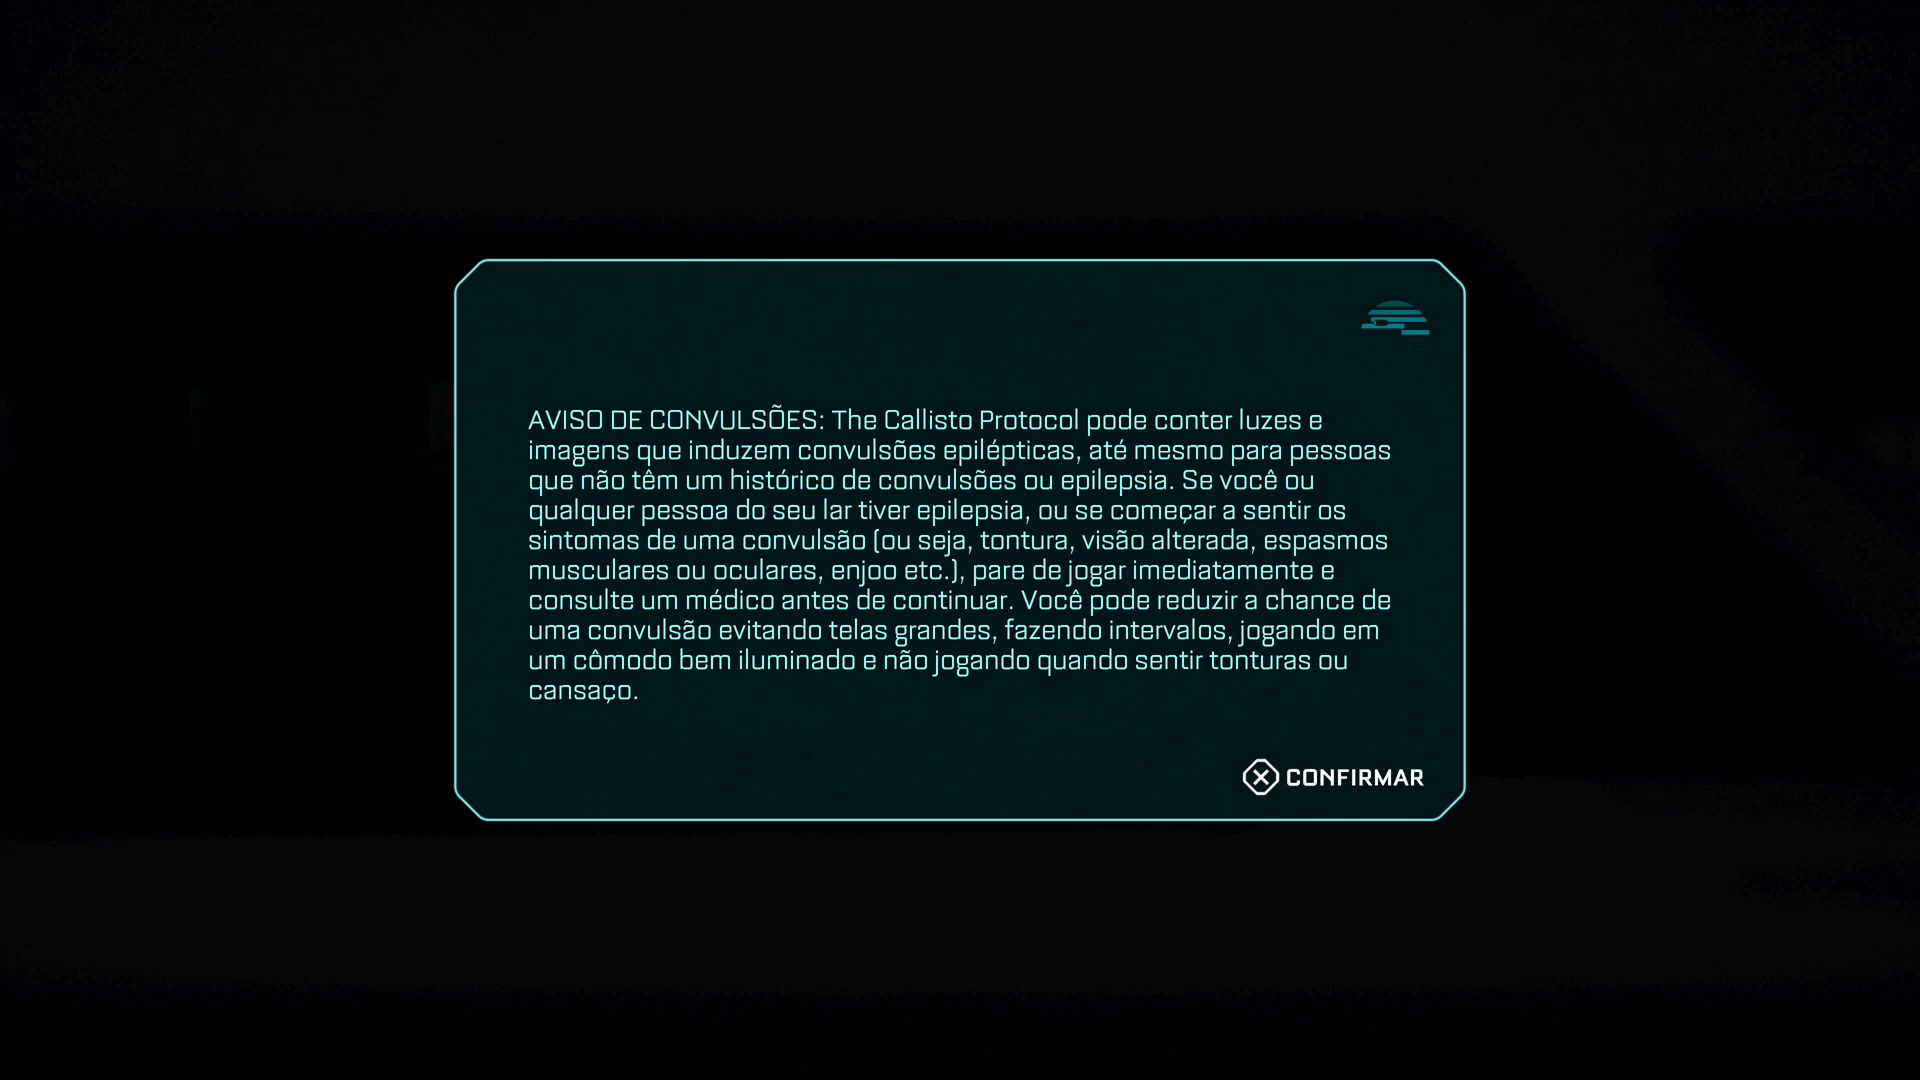 AVISO DE CONVULSÕES: The Callisto Protocol pode conter luzes e
imagens que induzem convulsões epilépticas, até mesmo para pessoas
que não têm um histórico de convulsões ou epilepsia. Se você ou
qualquer pessoa do seu lar tiver epilepsia, ou se começar a sentir os
sintomas de uma convulsão (ou seja, tontura, visão alterada, espasmos
musculares ou oculares, enjoo etc.), pare de jogar imediatamente e
consulte um médico antes de continuar. Você pode reduzir a chance de
uma convulsão evitando telas grandes, fazendo intervalos, jogando em
um cômodo bem iluminado e não jogando quando sentir tonturas ou
cansaço.
CONFIRMAR